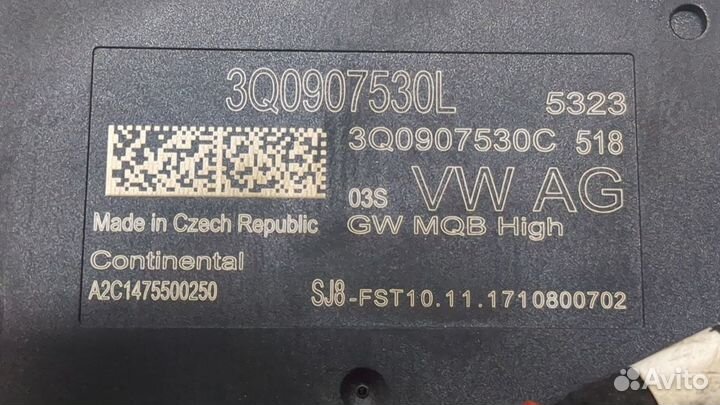 3Q0907530L 5323
3Q0907530C 518
03S VW AG
Made in Czech Republic GW MQB High
Continental
A2C1475500250 SJ8-FST10.11.1710800702
Avito